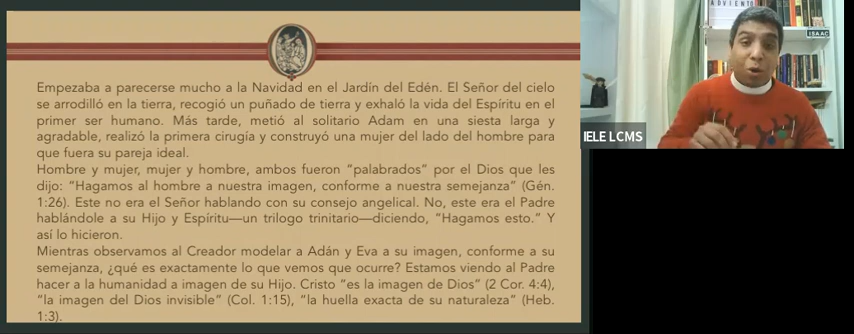 Empezaba a parecerse mucho a la Navidad en el Jardín del Edén. El Señor del cielo
se arrodilló en la tierra, recogió un puñado de tierra y exhaló la vida del Espíritu en el
primer ser humano. Más tarde, metió al solitario Adam en una siesta larga y
agradable, realizó la primera cirugía y construyó una mujer del lado del hombre para
que fuera su pareja ideal.
Hombre y mujer, mujer y hombre, ambos fueron “palabrados” por el Dios que les
dijo: “Hagamos al hombre a nuestra imagen, conforme a nuestra semejanza” (Gén.
1:26). Este no era el Señor hablando con su consejo angelical. No, este era el Padre
hablándole a su Hijo y Espíritu—un trilogo trinitario—diciendo, “Hagamos esto.” Y
así lo hicieron.
Mientras observamos al Creador modelar a Adán y Eva a su imagen, conforme a su
semejanza, ¿qué es exactamente lo que vemos que ocurre? Estamos viendo al Padre
hacer a la humanidad a imagen de su Hijo. Cristo “es la imagen de Dios” (2 Cor. 4:4),
“la imagen del Dios invisible” (Col. 1:15), “la huella exacta de su naturaleza” (Heb.
1:3).
ADVIENTO
ISAAC
IELE LCMS